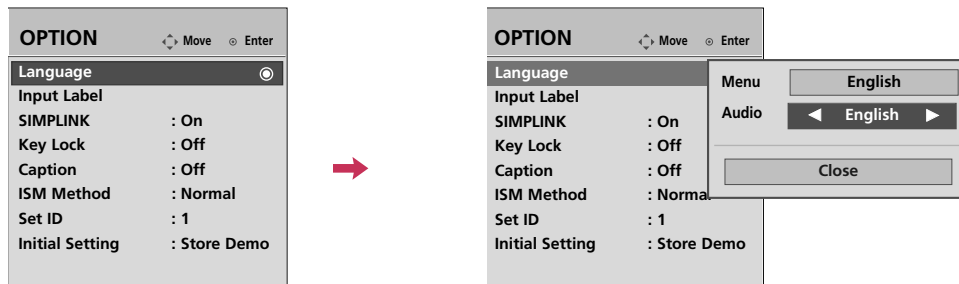 OPTION Move Enter
Language
Input Label
SIMPLINK : On
Key Lock : Off
Caption : Off
ISM Method : Normal
Set ID : 1
Initial Setting : Store Demo
OPTION Move Enter
Language
Input Label
SIMPLINK : On
Key Lock : Off
Caption : Off
ISM Method : Norma
Set ID : 1
Initial Setting : Store Demo
Menu English
Audio ◀ English ▶
Close